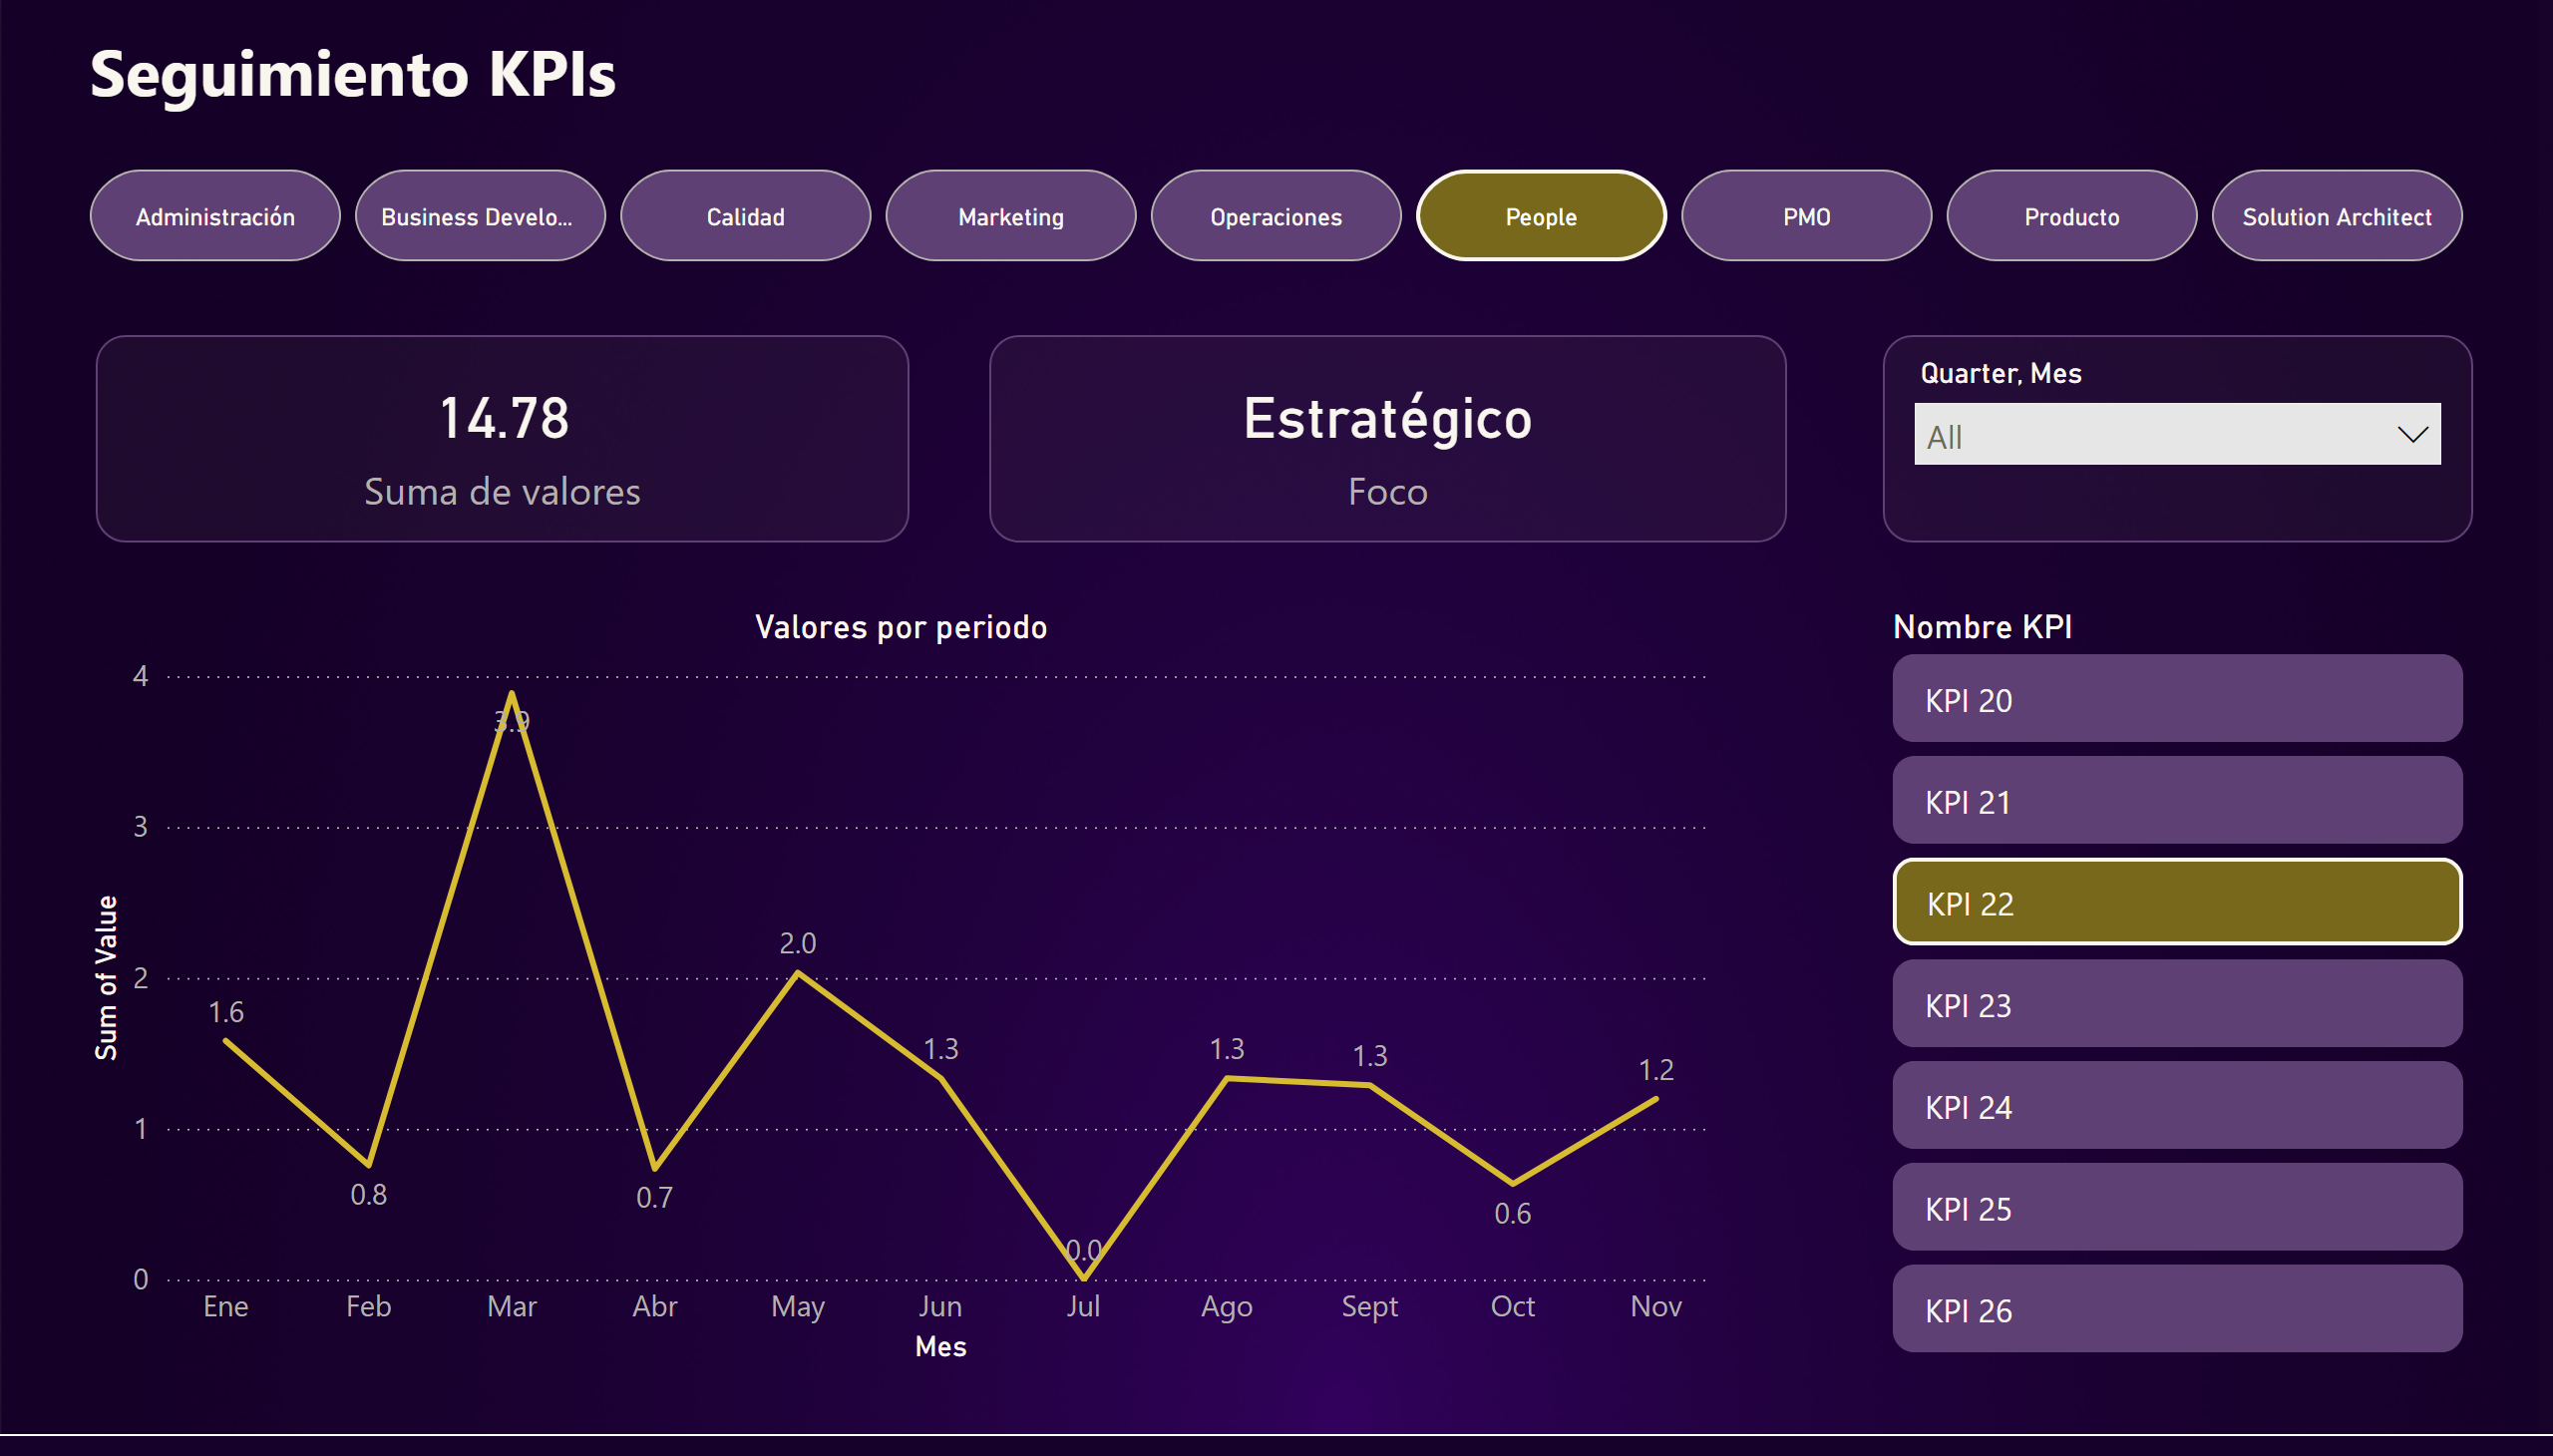 Seguimiento KPIs
Administración
Business Develo...
Calidad
Marketing
Operaciones
People
PMO
Producto
Solution Architect
14.78
Suma de valores
Estratégico
Foco
Quarter, Mes
All
Valores por periodo
Sum of Value
4
3
2
1
0
1.6
0.8
3.9
0.7
2.0
1.3
0.0
1.3
1.3
0.6
1.2
Ene
Feb
Mar
Abr
May
Jun
Jul
Ago
Sept
Oct
Nov
Mes
Nombre KPI
KPI 20
KPI 21
KPI 22
KPI 23
KPI 24
KPI 25
KPI 26